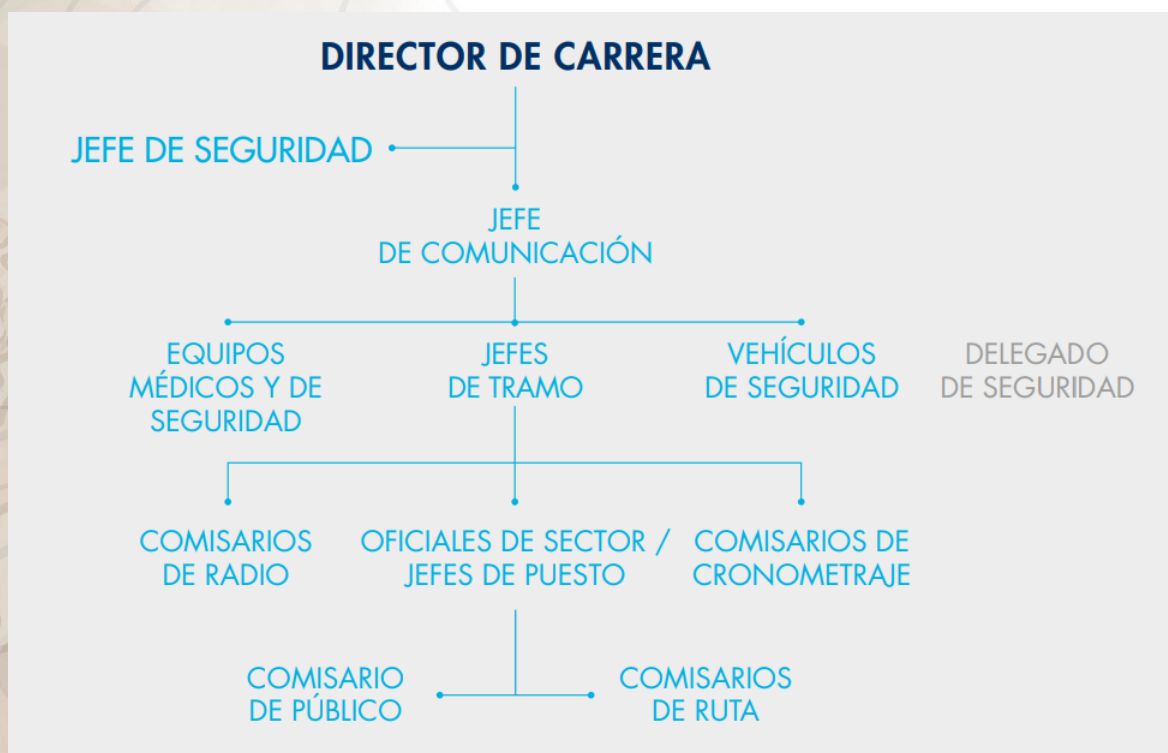 DIRECTOR DE CARRERA
JEFE DE SEGURIDAD
JEFE
DE COMUNICACIÓN
EQUIPOS
MÉDICOS Y DE
SEGURIDAD
JEFES
DE TRAMO
VEHÍCULOS
DE SEGURIDAD
DELEGADO
DE SEGURIDAD
COMISARIOS
DE RADIO
OFICIALES DE SECTOR /
JEFES DE PUESTO
COMISARIOS DE
CRONOMETRAJE
COMISARIO
DE PÚBLICO
COMISARIOS
DE RUTA